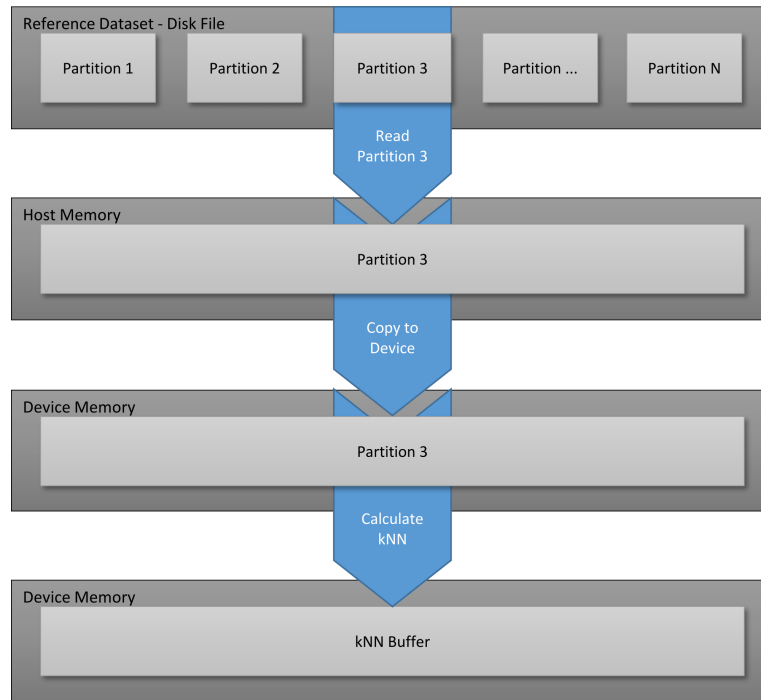 Reference Dataset - Disk File
Partition 1
Partition 2
Partition 3
Partition ...
Partition N
Read
Partition 3
Host Memory
Partition 3
Copy to
Device
Device Memory
Partition 3
Calculate
kNN
Device Memory
kNN Buffer